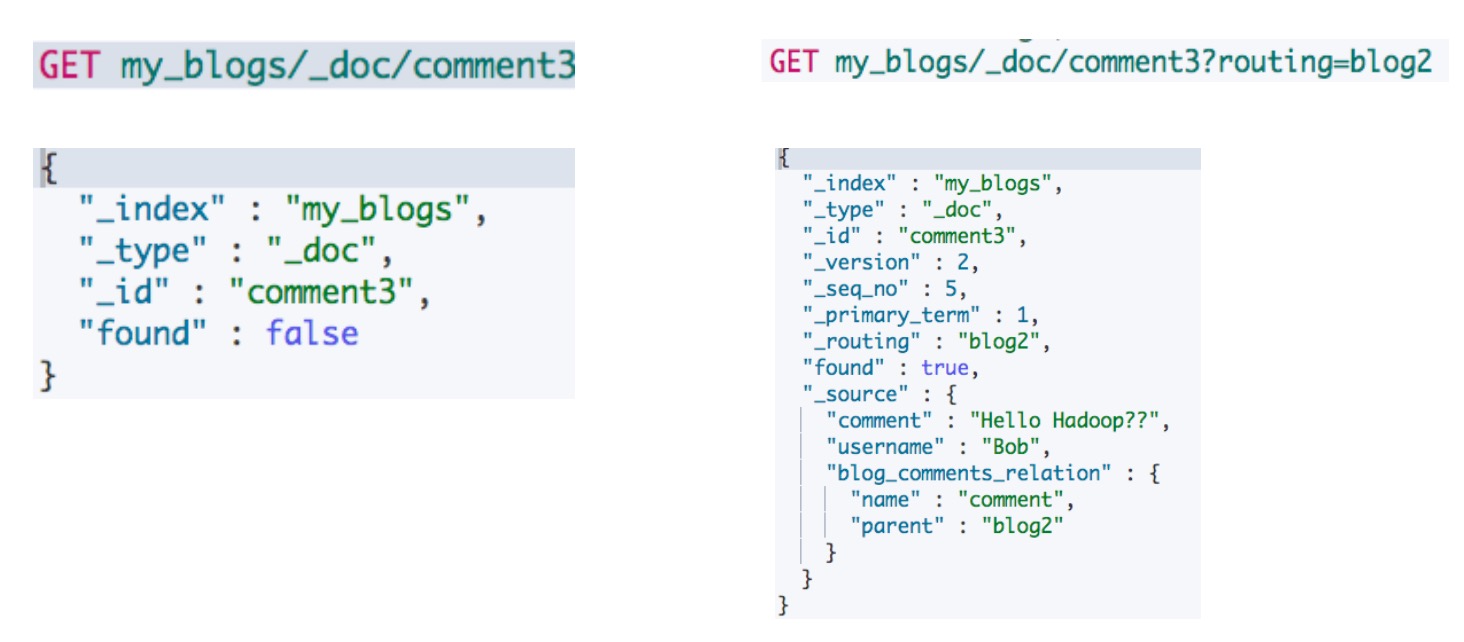 GET my_blogs/_doc/comment3
{
  "_index" : "my_blogs",
  "_type" : "_doc",
  "_id" : "comment3",
  "found" : false
}
GET my_blogs/_doc/comment3?routing=blog2
{
  "_index" : "my_blogs",
  "_type" : "_doc",
  "_id" : "comment3",
  "_version" : 2,
  "_seq_no" : 5,
  "_primary_term" : 1,
  "_routing" : "blog2",
  "found" : true,
  "_source" : {
    "comment" : "Hello Hadoop??",
    "username" : "Bob",
    "blog_comments_relation" : {
      "name" : "comment",
      "parent" : "blog2"
    }
  }
}